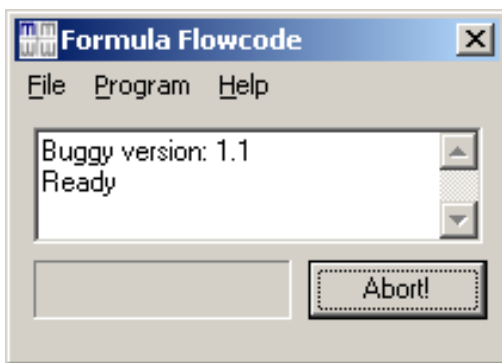 Formula Flowcode
File Program Help
Buggy version: 1.1
Ready
Abort!